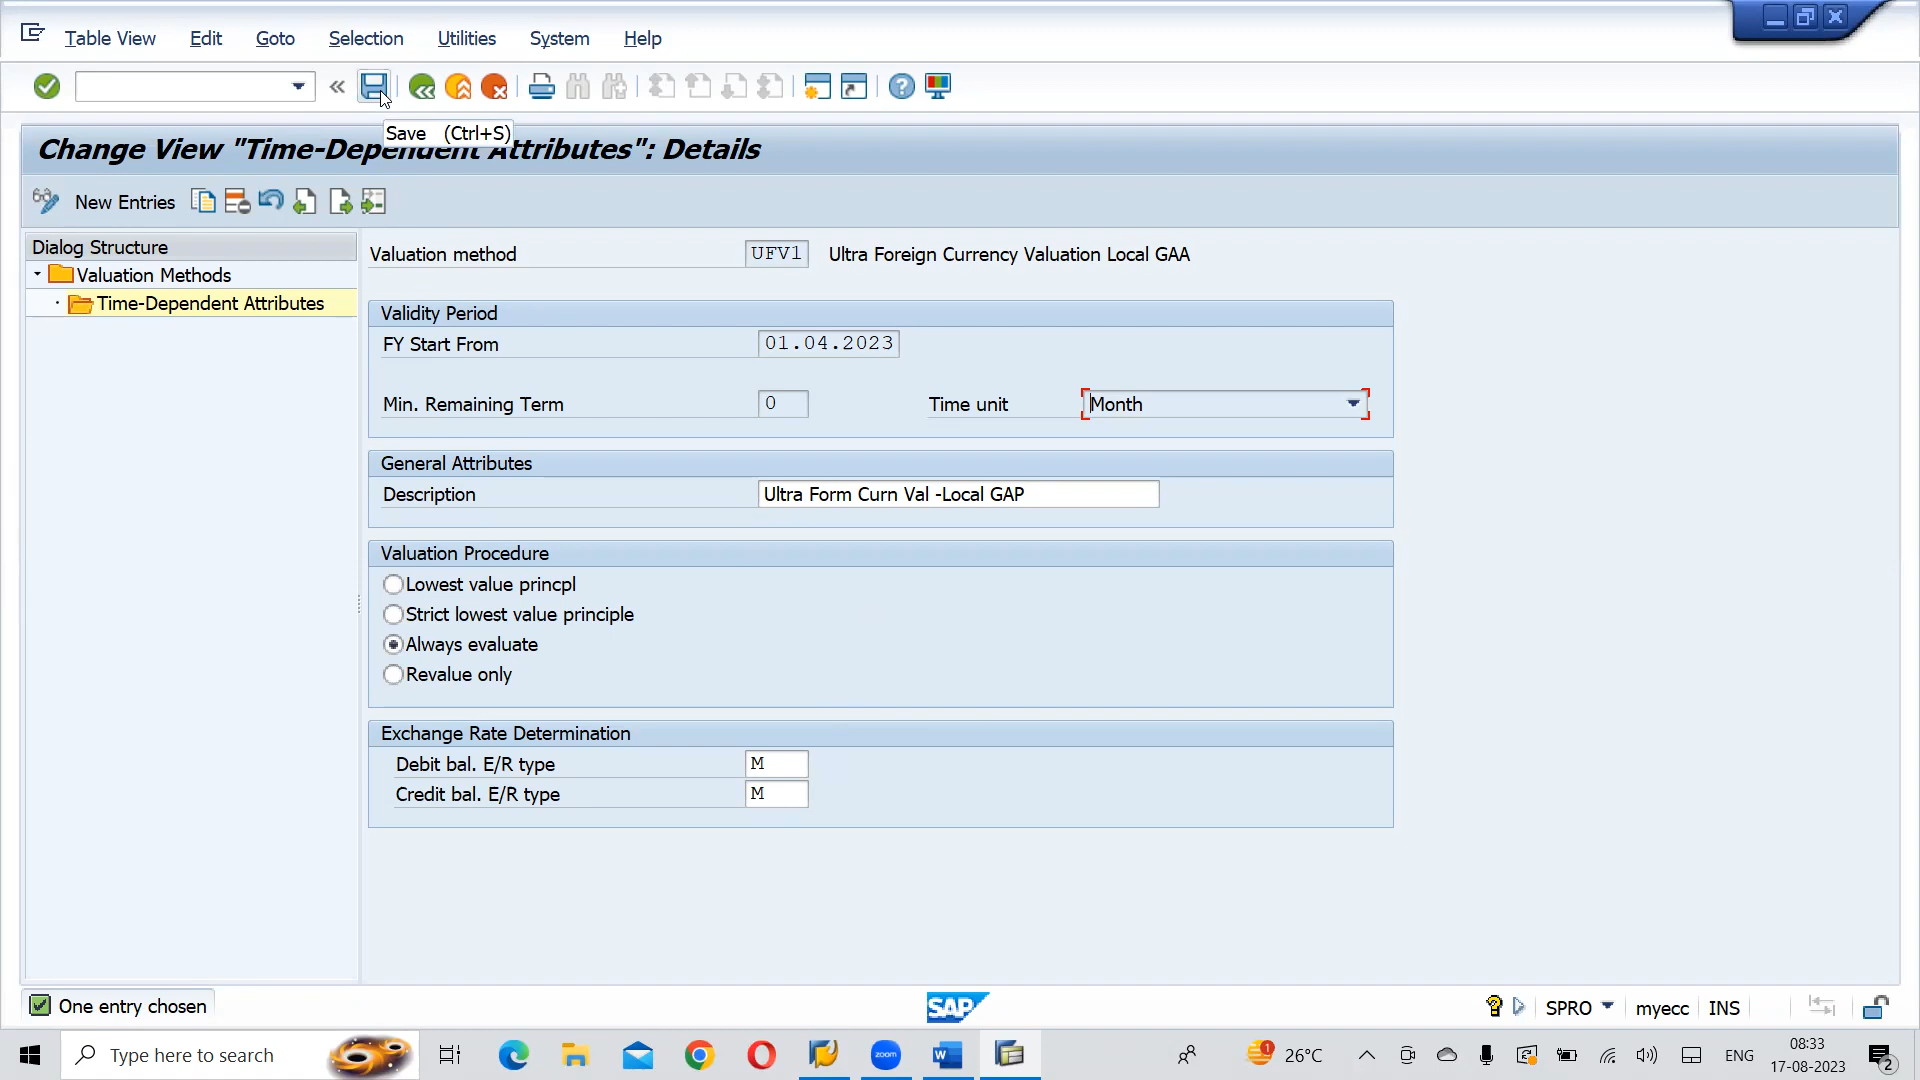 Table View Edit Goto Selection Utilities System Help
Save (Ctrl+S)
Change View "Time-Dependent Attributes": Details
New Entries
Dialog Structure
Valuation Methods
Time-Dependent Attributes
Valuation method UFV1 Ultra Foreign Currency Valuation Local GAA
Validity Period
FY Start From 01.04.2023
Min. Remaining Term 0 Time unit Month
General Attributes
Description Ultra Form Curn Val -Local GAP
Valuation Procedure
Lowest value princpl
Strict lowest value principle
Always evaluate
Revalue only
Exchange Rate Determination
Debit bal. E/R type M
Credit bal. E/R type M
One entry chosen SAP SPRO myecc INS
Type here to search zoom W 1 26°C ENG 08:33
17-08-2023 2